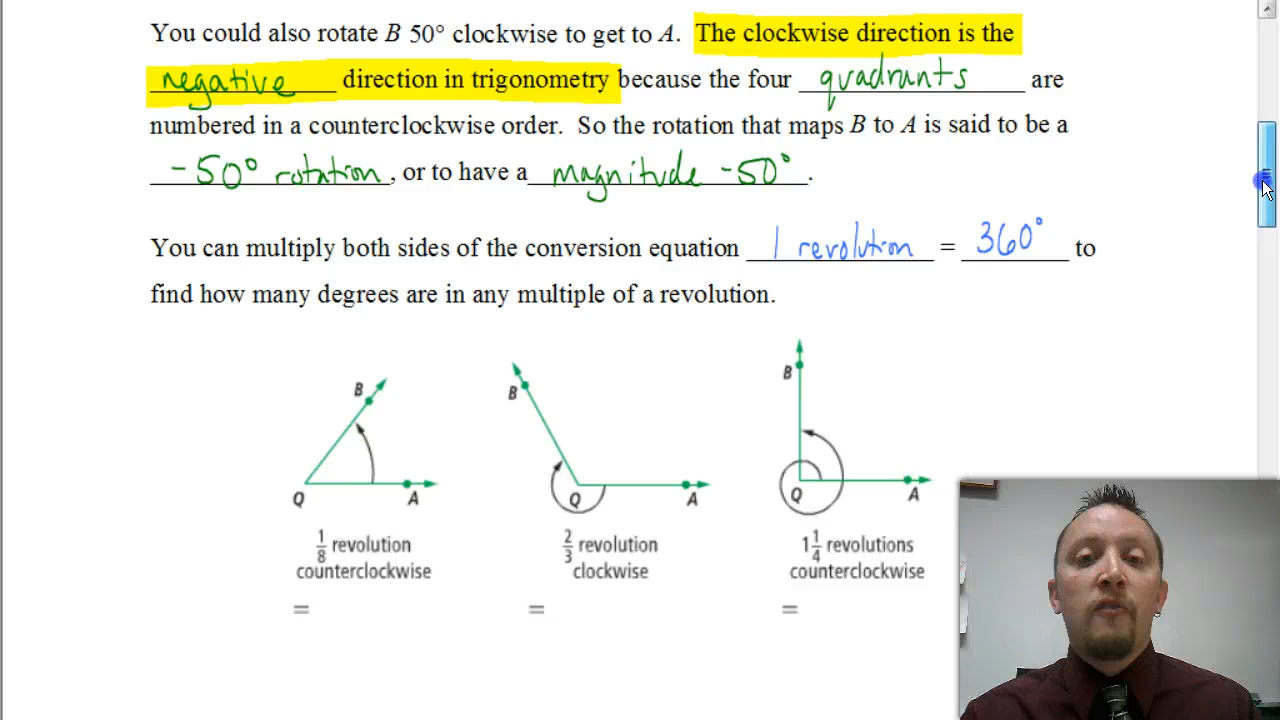 You could also rotate B 50° clockwise to get to A. The clockwise direction is the
negative direction in trigonometry because the four quadrants are
numbered in a counterclockwise order. So the rotation that maps B to A is said to be a
-50° rotation, or to have a magnitude -50°.
You can multiply both sides of the conversion equation 1 revolution = 360° to
find how many degrees are in any multiple of a revolution.
B Q A
B Q A
B Q A
1/8 revolution counterclockwise =
2/3 revolution clockwise =
1 1/4 revolutions counterclockwise =